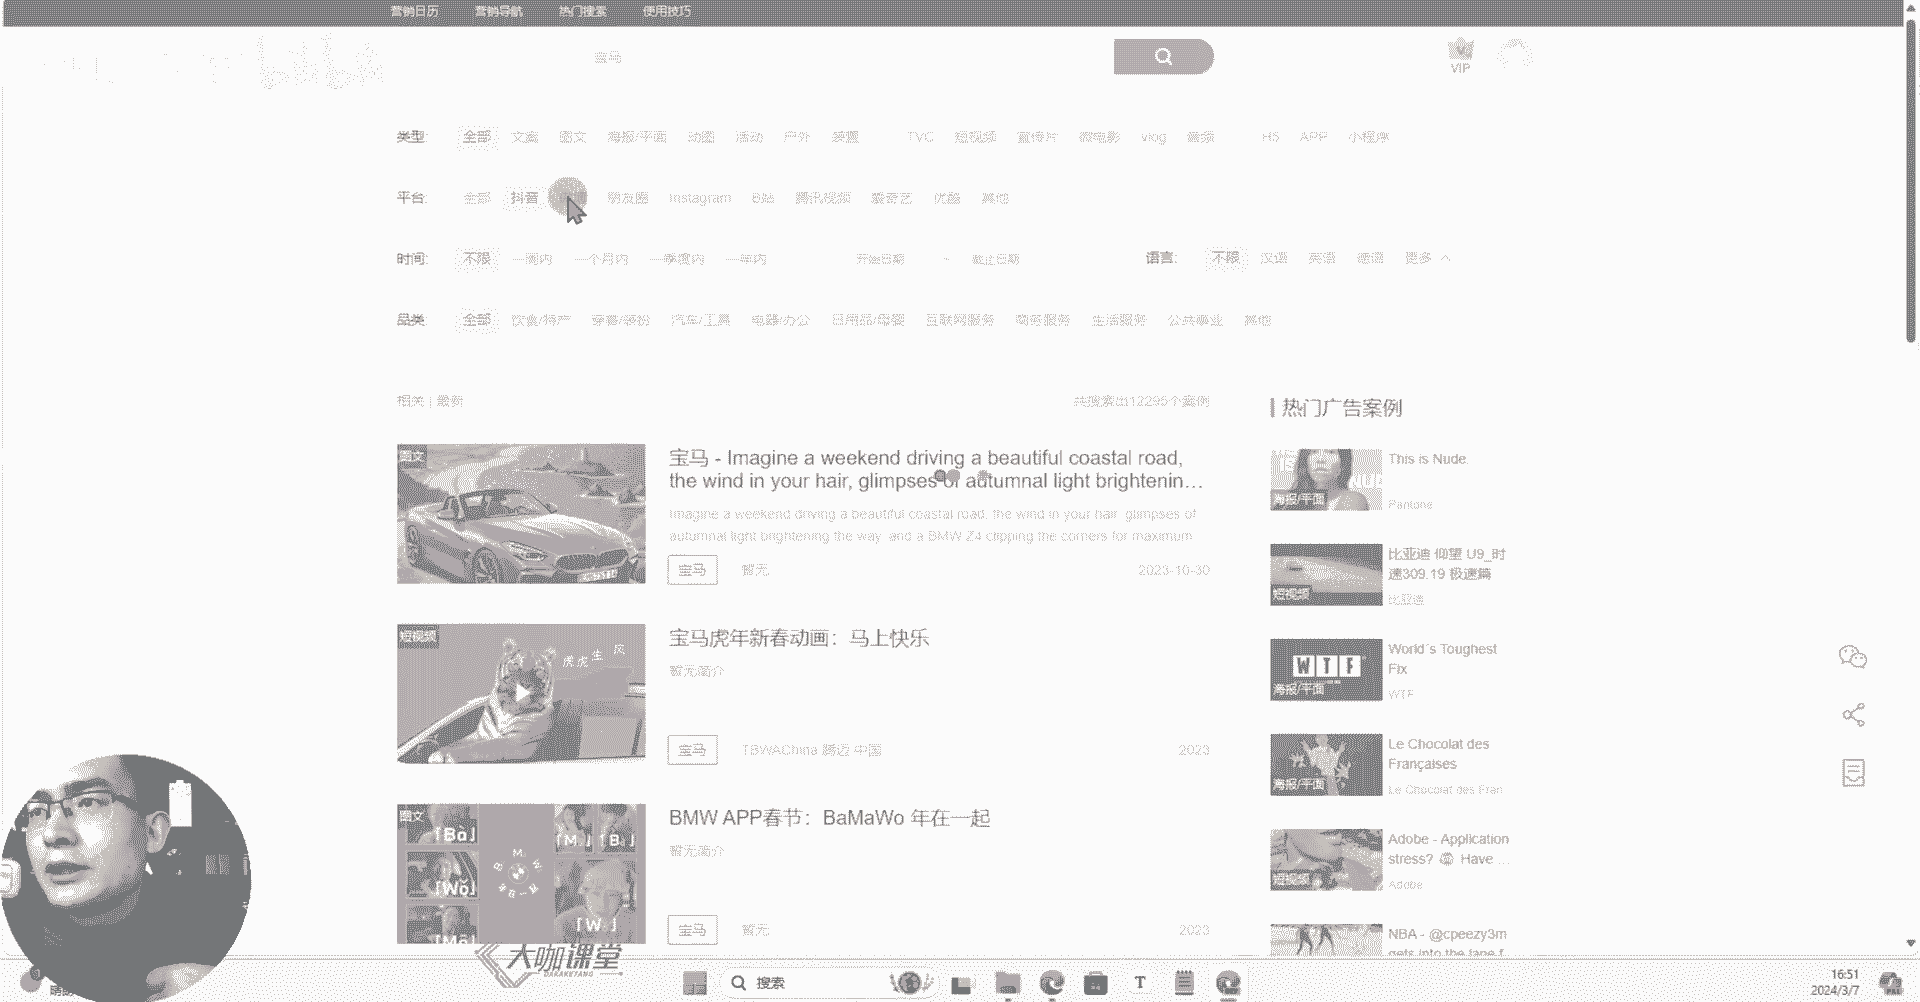 营销日历 营销导航 热门搜索 使用技巧
宝马
VIP
类型: 全部 文案 图文 海报/平面 动图 活动 户外 装置 TVC 短视频 宣传片 微电影 vlog 音频 H5 APP 小程序
平台: 全部 抖音 朋友圈 Instagram B站 腾讯视频 爱奇艺 优酷 其他
时间: 不限 一周内 一个月内 一季度内 一年内 开始日期 - 截止日期 语言: 不限 汉语 英语 粤语 更多
品类: 全部 饮食/特产 穿着/装扮 汽车/工具 电器/办公 日用品/母婴 互联网服务 商务服务 生活服务 公共事业 其他
相关 | 最新 共搜索出12295个案例
图文
宝马 - Imagine a weekend driving a beautiful coastal road,
the wind in your hair, glimpses of autumnal light brightenin...
Imagine a weekend driving a beautiful coastal road, the wind in your hair, glimpses of
autumnal light brightening the way, and a BMW Z4 clipping the corners for maximum
宝马 暂无 2023-10-30
短视频
虎虎生风
宝马虎年新春动画：马上快乐
暂无简介
宝马 TBWAChina 腾迈 中国 2023
图文
「Ba」
「M」
「B」
「Wo」
「W」
「Ma」
BMW APP春节：BaMaWo 年在一起
暂无简介
宝马 暂无 2023
热门广告案例
海报/平面
This is Nude.
Pantone
短视频
比亚迪 仰望 U9_时
速309.19 极速篇
比亚迪
WTF
海报/平面
World´s Toughest
Fix
WTF
海报/平面
Le Chocolat des
Françaises
Le Chocolat des Fran
短视频
Adobe - Application
stress? Have ...
Adobe
NBA - @cpeezy3m
gets into the lane f
大咖课堂
DAKAKETANG
搜索
16:51
2024/3/7